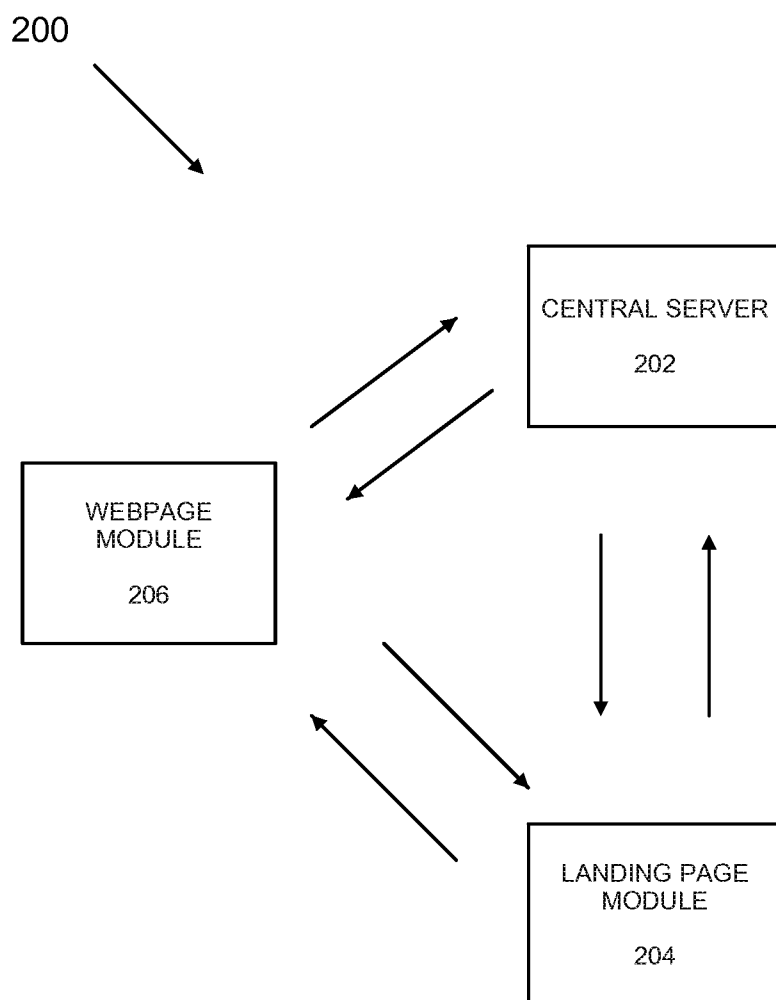 200
CENTRAL SERVER
202
WEBPAGE
MODULE
206
LANDING PAGE
MODULE
204